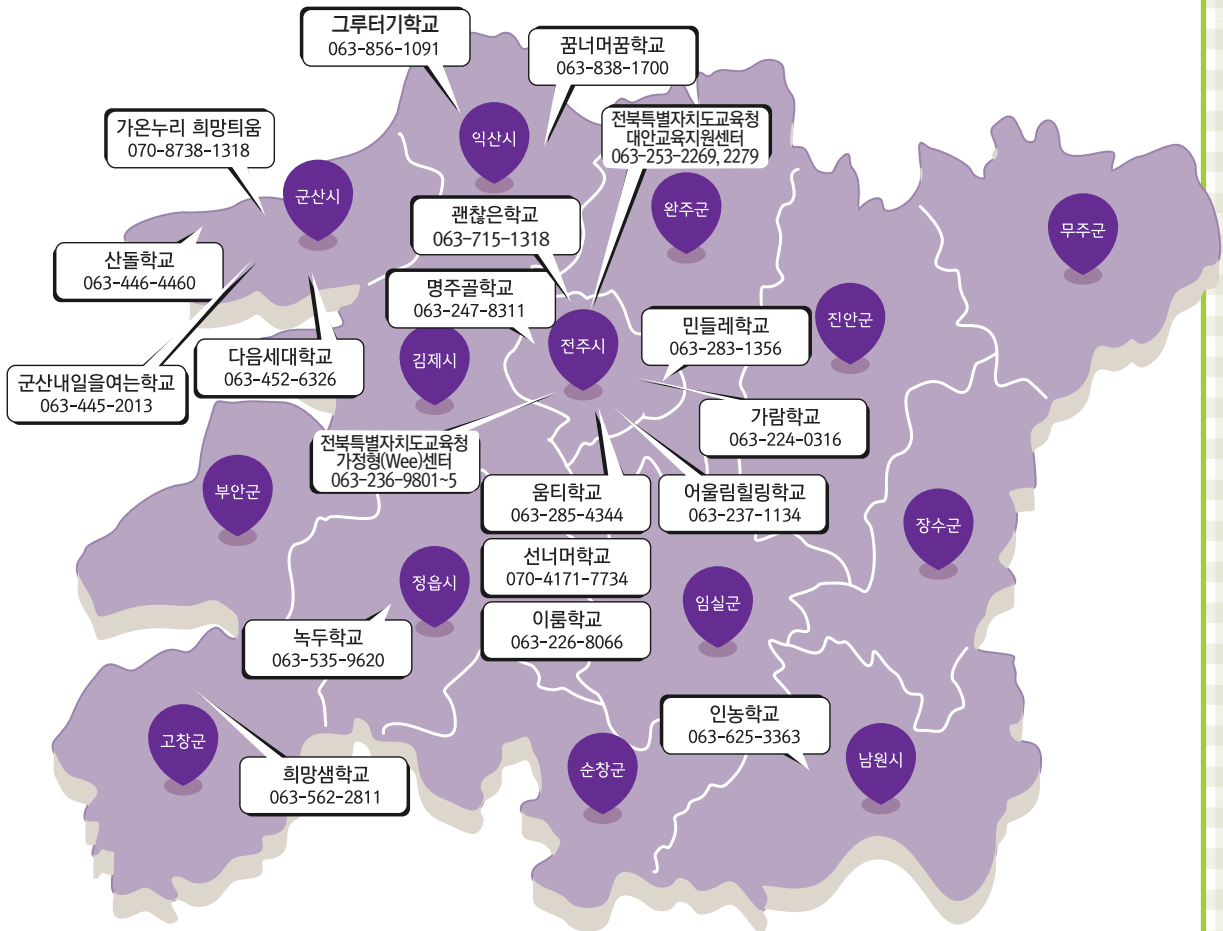 그루터기학교
063-856-1091
꿈너머꿈학교
063-838-1700
가온누리 희망틔움
070-8738-1318
전북특별자치도교육청
대안교육지원센터
063-253-2269, 2279
익산시
군산시
완주군
무주군
괜찮은학교
063-715-1318
산돌학교
063-446-4460
명주골학교
063-247-8311
민들레학교
063-283-1356
진안군
전주시
김제시
다음세대학교
063-452-6326
군산내일을여는학교
063-445-2013
가람학교
063-224-0316
전북특별자치도교육청
가정형(Wee)센터
063-236-9801~5
부안군
움티학교
063-285-4344
어울림힐링학교
063-237-1134
장수군
선너머학교
070-4171-7734
정읍시
임실군
이룸학교
063-226-8066
녹두학교
063-535-9620
인농학교
063-625-3363
고창군
희망샘학교
063-562-2811
순창군
남원시